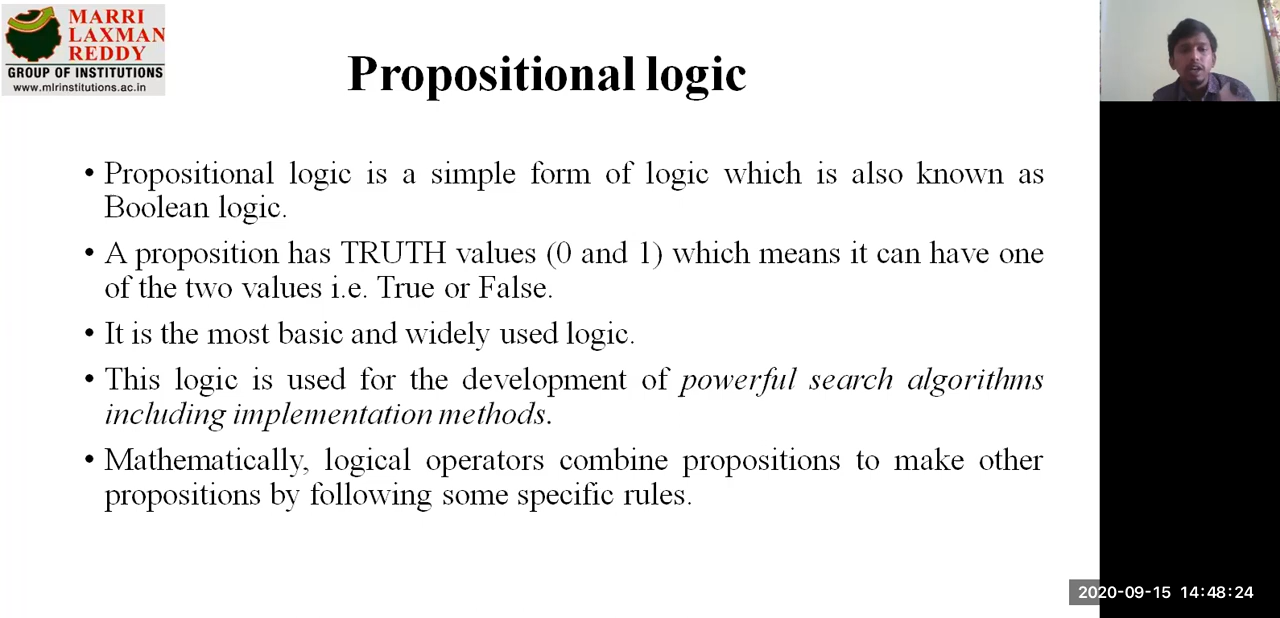 MARRI
LAXMAN
REDDY
GROUP OF INSTITUTIONS
www.mlrinstitutions.ac.in
Propositional logic
• Propositional logic is a simple form of logic which is also known as
Boolean logic.
• A proposition has TRUTH values (0 and 1) which means it can have one
of the two values i.e. True or False.
• It is the most basic and widely used logic.
• This logic is used for the development of powerful search algorithms
including implementation methods.
• Mathematically, logical operators combine propositions to make other
propositions by following some specific rules.
2020-09-15 14:48:24